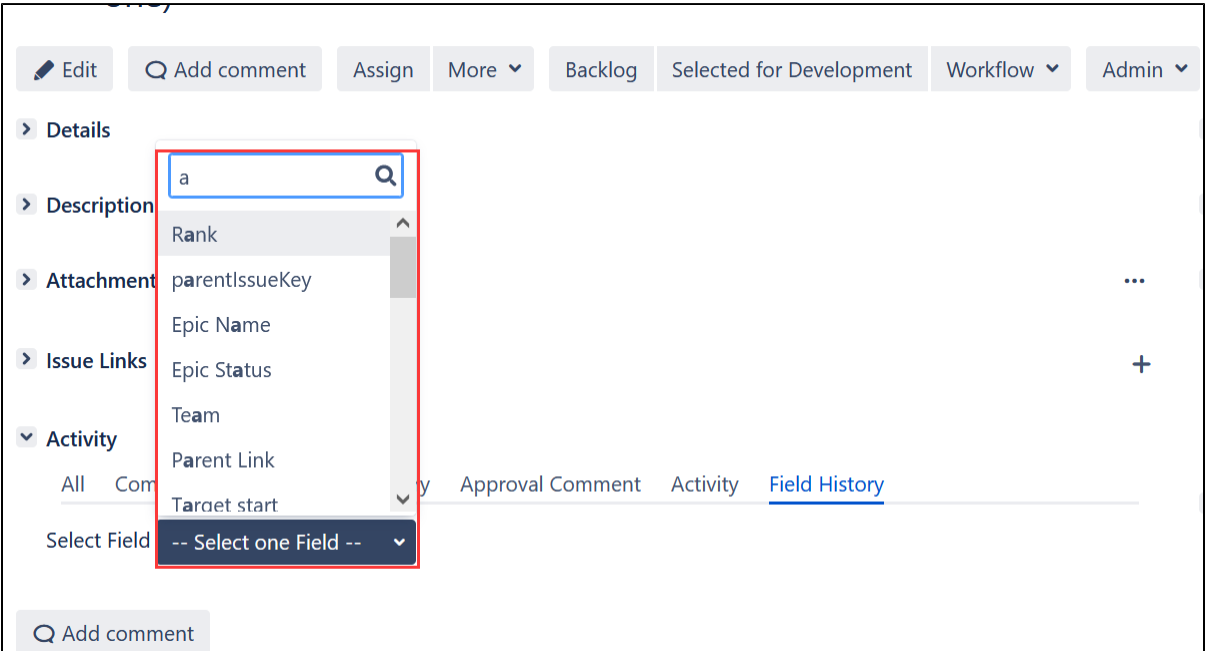 Edit Add comment Assign More Backlog Selected for Development Workflow Admin
Details
a
Description
Rank
Attachment
parentIssueKey
Epic Name
Issue Links
Epic Status
Team
Activity
Parent Link
All Com y Approval Comment Activity Field History
Target start
Select Field -- Select one Field --
Add comment